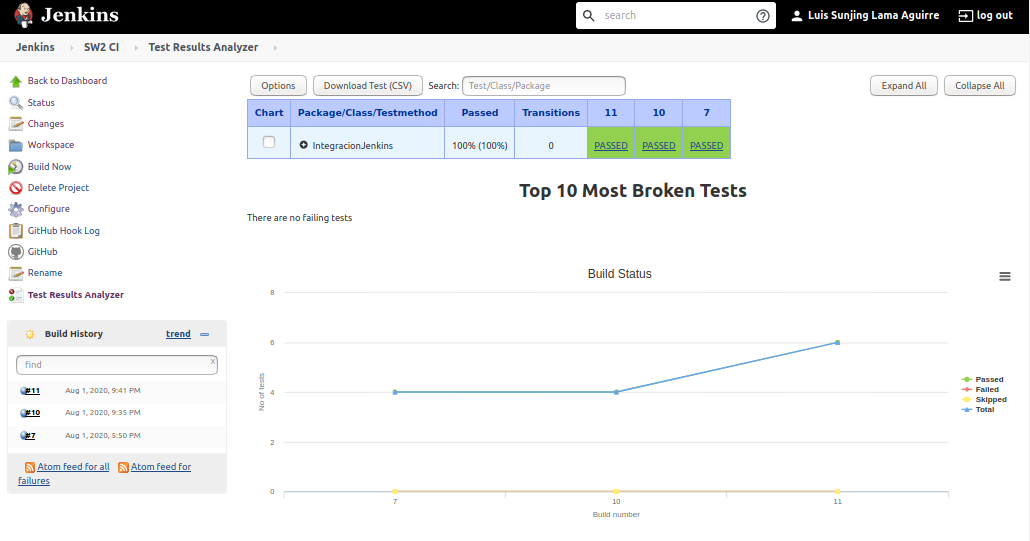 Jenkins
search
Luis Sunjing Lama Aguirre
log out
Jenkins SW2 CI Test Results Analyzer
Back to Dashboard
Status
Changes
Workspace
Build Now
Delete Project
Configure
GitHub Hook Log
GitHub
Rename
Test Results Analyzer
Build History trend
find x
#11 Aug 1, 2020, 9:41 PM
#10 Aug 1, 2020, 9:35 PM
#7 Aug 1, 2020, 5:50 PM
Atom feed for all Atom feed for
failures
Options Download Test (CSV) Search: Test/Class/Package Expand All Collapse All
Chart Package/Class/Testmethod Passed Transitions 11 10 7
IntegracionJenkins 100% (100%) 0 PASSED PASSED PASSED
Top 10 Most Broken Tests
There are no failing tests
Build Status
8
6
4
2
0
No of tests
7 10 11
Build number
Passed
Failed
Skipped
Total